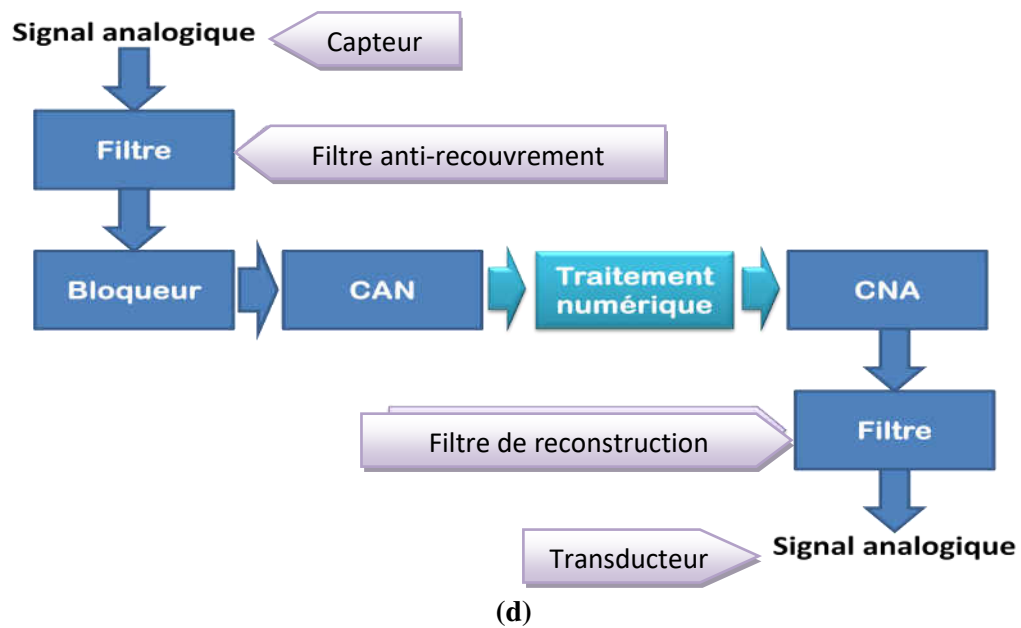 Signal analogique
Capteur
Filtre
Filtre anti-recouvrement
Bloqueur
CAN
Traitement
numérique
CNA
Filtre de reconstruction
Filtre
Transducteur
Signal analogique
(d)